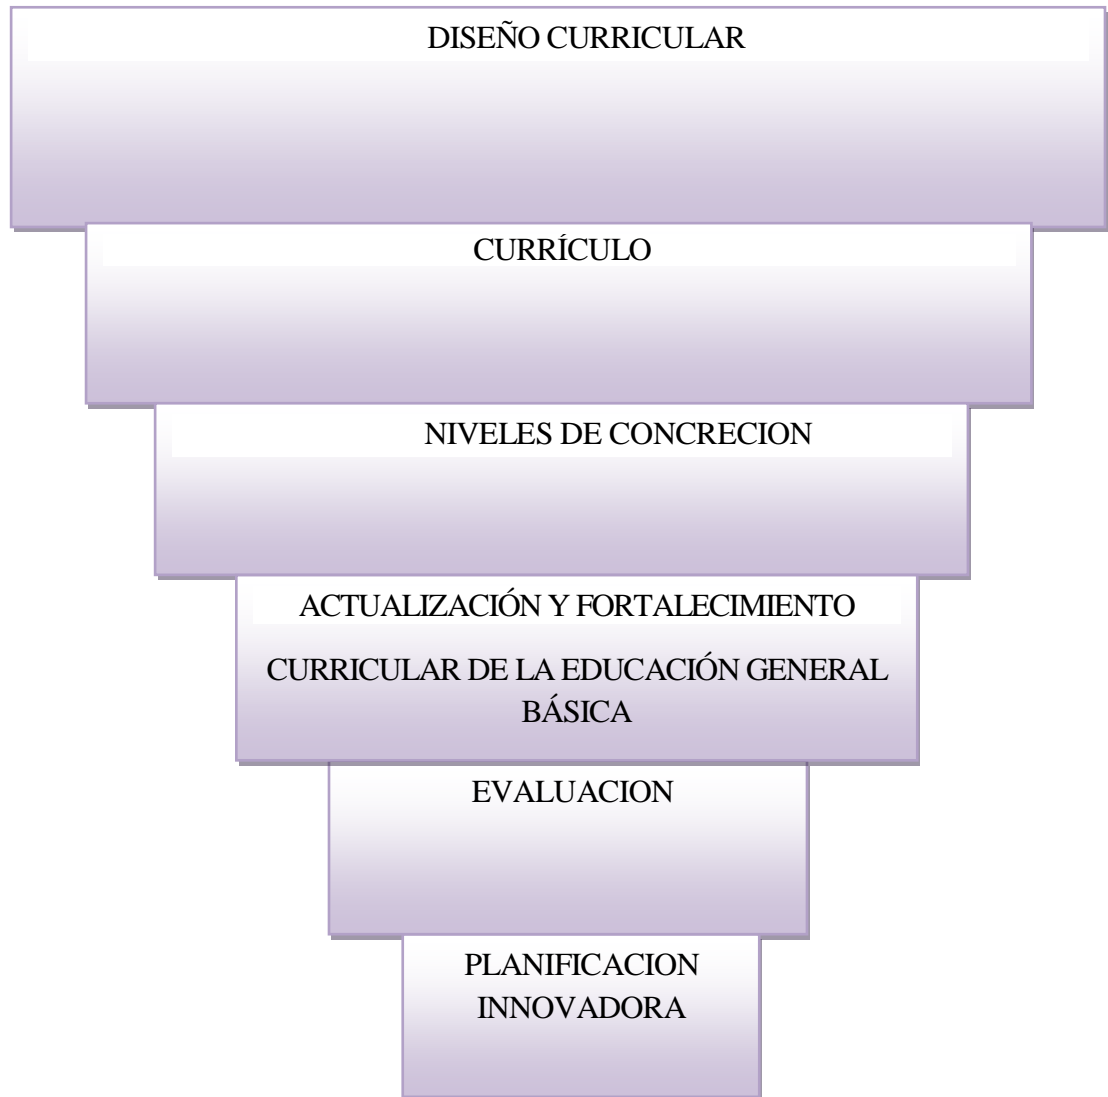 DISEÑO CURRICULAR
CURRÍCULO
NIVELES DE CONCRECION
ACTUALIZACIÓN Y FORTALECIMIENTO
CURRICULAR DE LA EDUCACIÓN GENERAL
BÁSICA
EVALUACION
PLANIFICACION
INNOVADORA